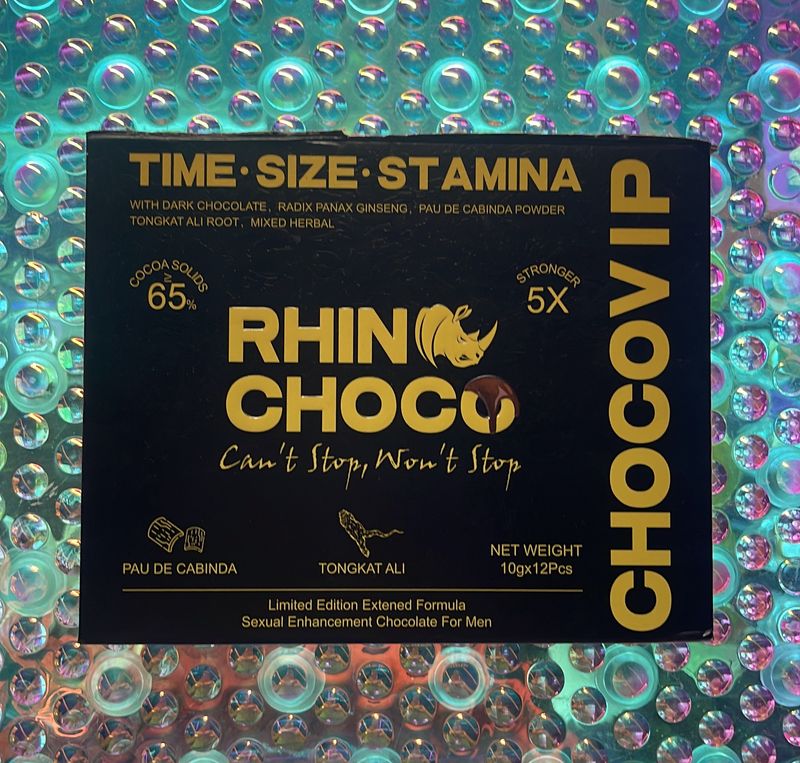 TIME·SIZE·STAMINA
WITH DARK CHOCOLATE, RADIX PANAX GINSENG, PAU DE CABINDA POWDER
TONGKAT ALI ROOT, MIXED HERBAL
COCOA SOLIDS
≥
65%
STRONGER
5X
RHIN
CHOCO
Can't Stop, Won't Stop
PAU DE CABINDA
TONGKAT ALI
NET WEIGHT
10gx12Pcs
Limited Edition Extened Formula
Sexual Enhancement Chocolate For Men
CHOCOVIP